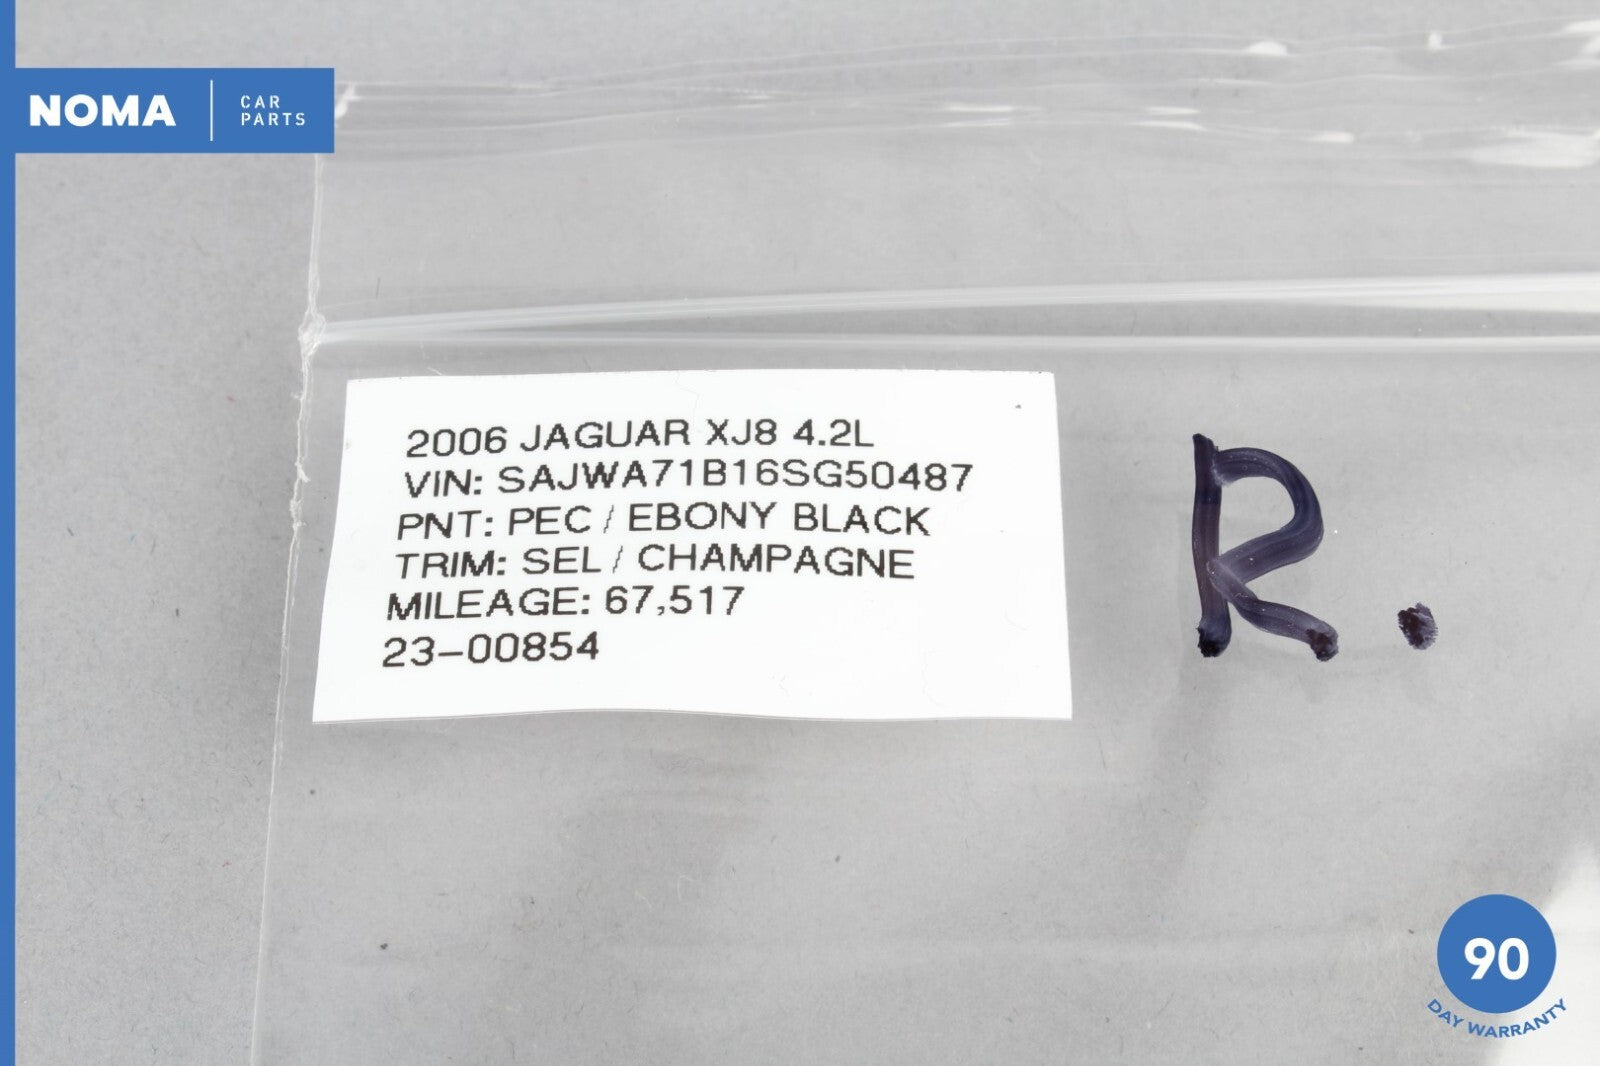 NOMA
CAR
PARTS
2006 JAGUAR XJ8 4.2L
VIN: SAJWA71B16SG50487
PNT: PEC / EBONY BLACK
TRIM: SEL / CHAMPAGNE
MILEAGE: 67,517
23-00854
R.
90
DAY WARRANTY